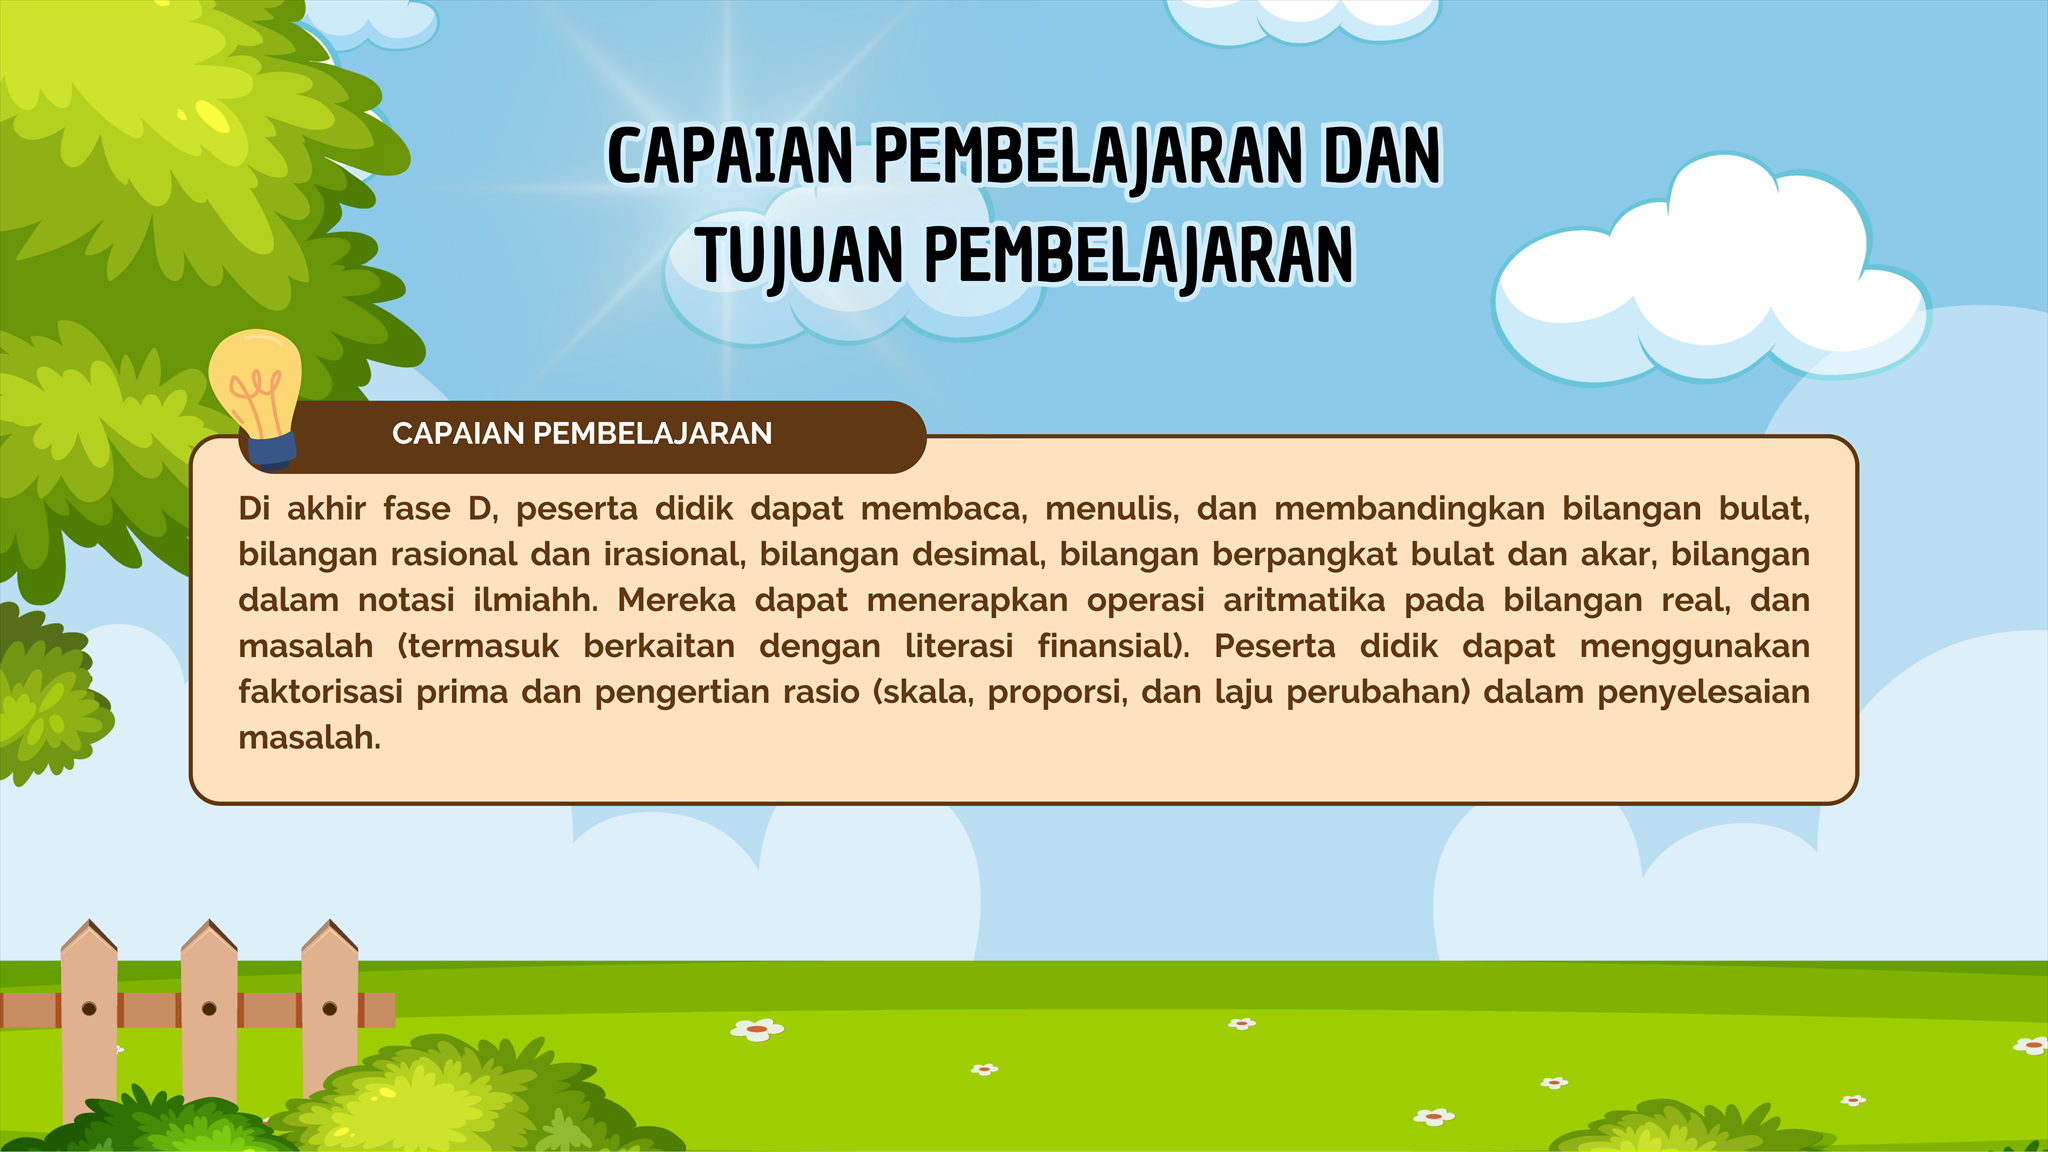 CAPAIAN PEMBELAJARAN DAN
TUJUAN PEMBELAJARAN
CAPAIAN PEMBELAJARAN
Di akhir fase D, peserta didik dapat membaca, menulis, dan membandingkan bilangan bulat,
bilangan rasional dan irasional, bilangan desimal, bilangan berpangkat bulat dan akar, bilangan
dalam notasi ilmiahh. Mereka dapat menerapkan operasi aritmatika pada bilangan real, dan
masalah (termasuk berkaitan dengan literasi finansial). Peserta didik dapat menggunakan
faktorisasi prima dan pengertian rasio (skala, proporsi, dan laju perubahan) dalam penyelesaian
masalah.